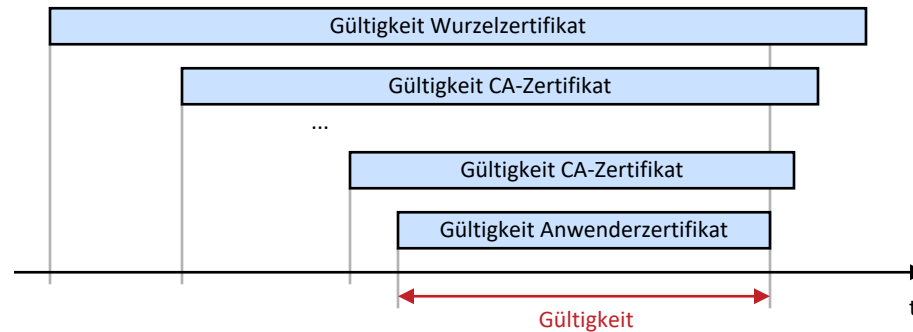 Gültigkeit Wurzelzertifikat
Gültigkeit CA-Zertifikat
...
Gültigkeit CA-Zertifikat
Gültigkeit Anwenderzertifikat
t
Gültigkeit